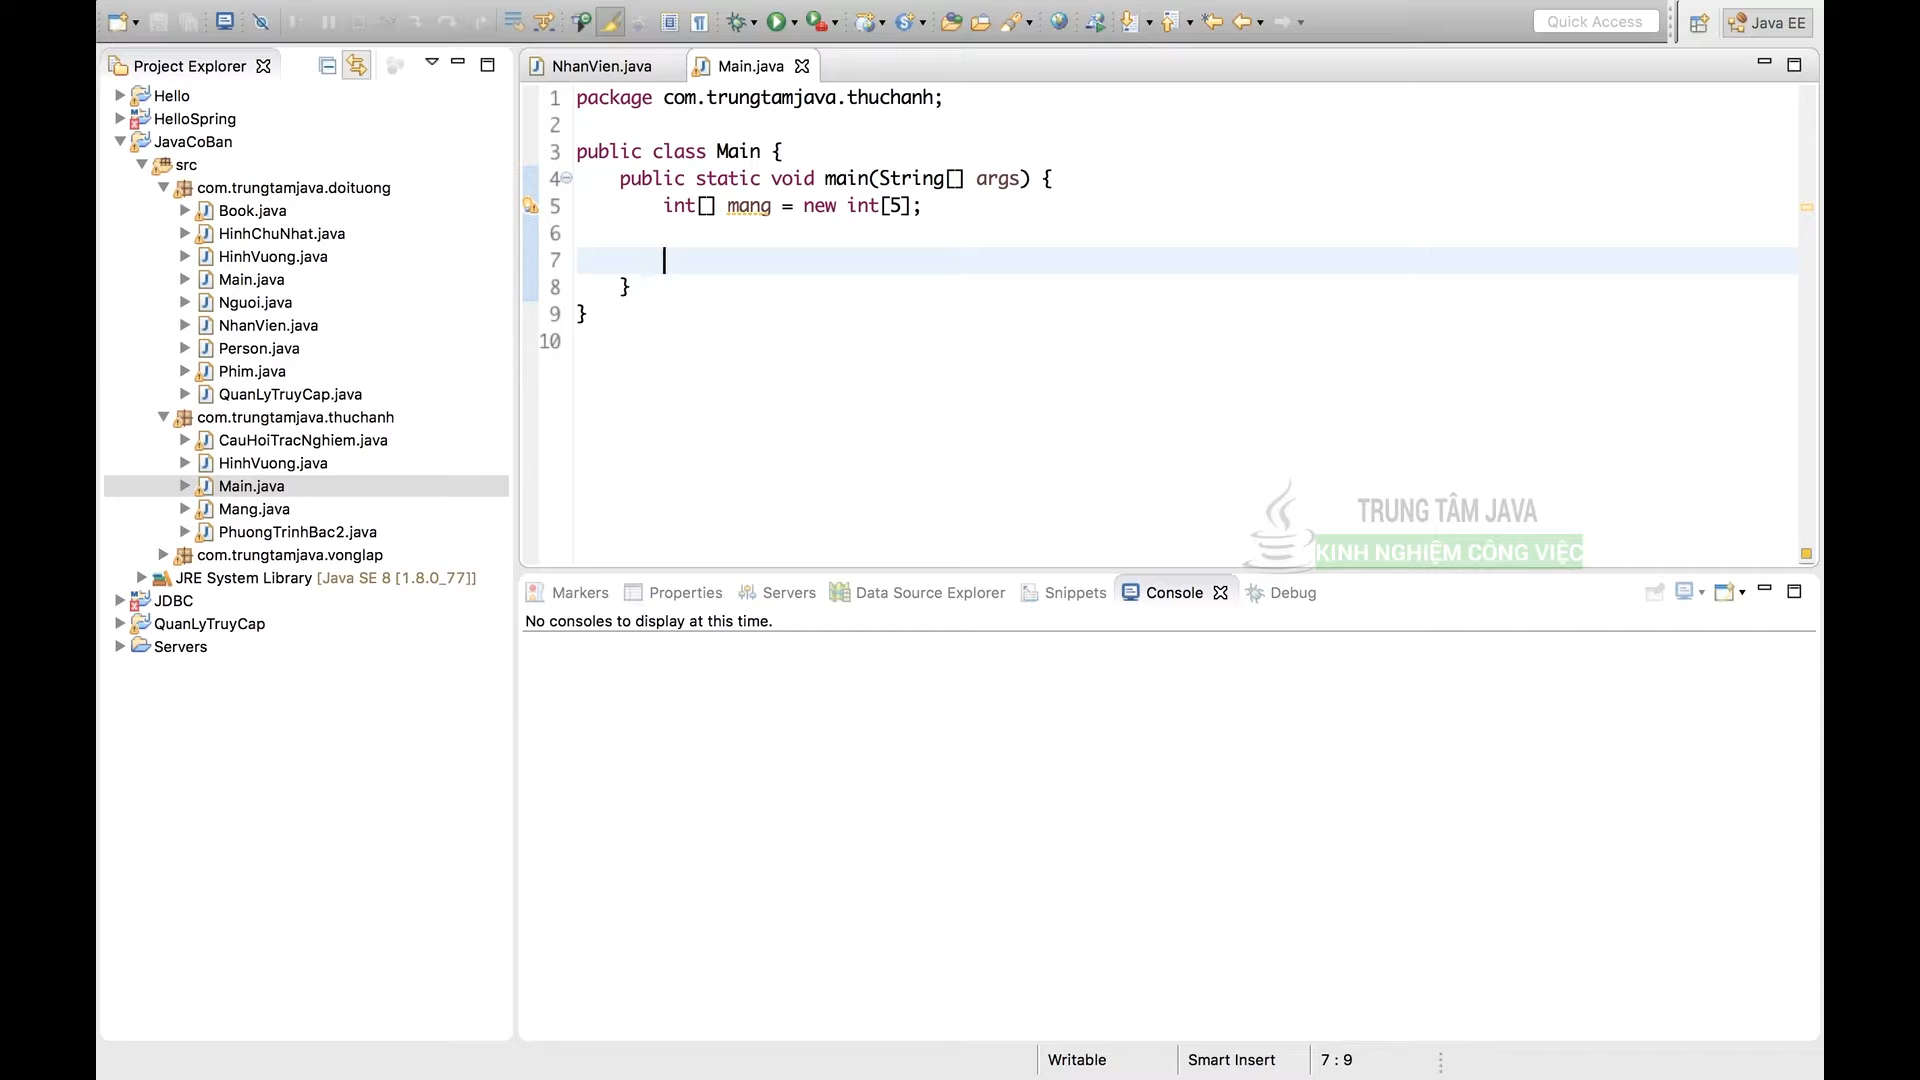 Quick Access
Java EE
Project Explorer
Hello
HelloSpring
JavaCoBan
src
com.trungtamjava.doituong
Book.java
HinhChuNhat.java
HinhVuong.java
Main.java
Nguoi.java
NhanVien.java
Person.java
Phim.java
QuanLyTruyCap.java
com.trungtamjava.thuchanh
CauHoiTracNghiem.java
HinhVuong.java
Main.java
Mang.java
PhuongTrinhBac2.java
com.trungtamjava.vonglap
JRE System Library [Java SE 8 [1.8.0_77]]
JDBC
QuanLyTruyCap
Servers
NhanVien.java
Main.java
1 package com.trungtamjava.thuchanh;
2
3 public class Main {
4 public static void main(String[] args) {
5 int[] mang = new int[5];
6
7
8 }
9 }
10
TRUNG TÂM JAVA
KINH NGHIỆM CÔNG VIỆC
Markers Properties Servers Data Source Explorer Snippets Console Debug
No consoles to display at this time.
Writable Smart Insert 7 : 9